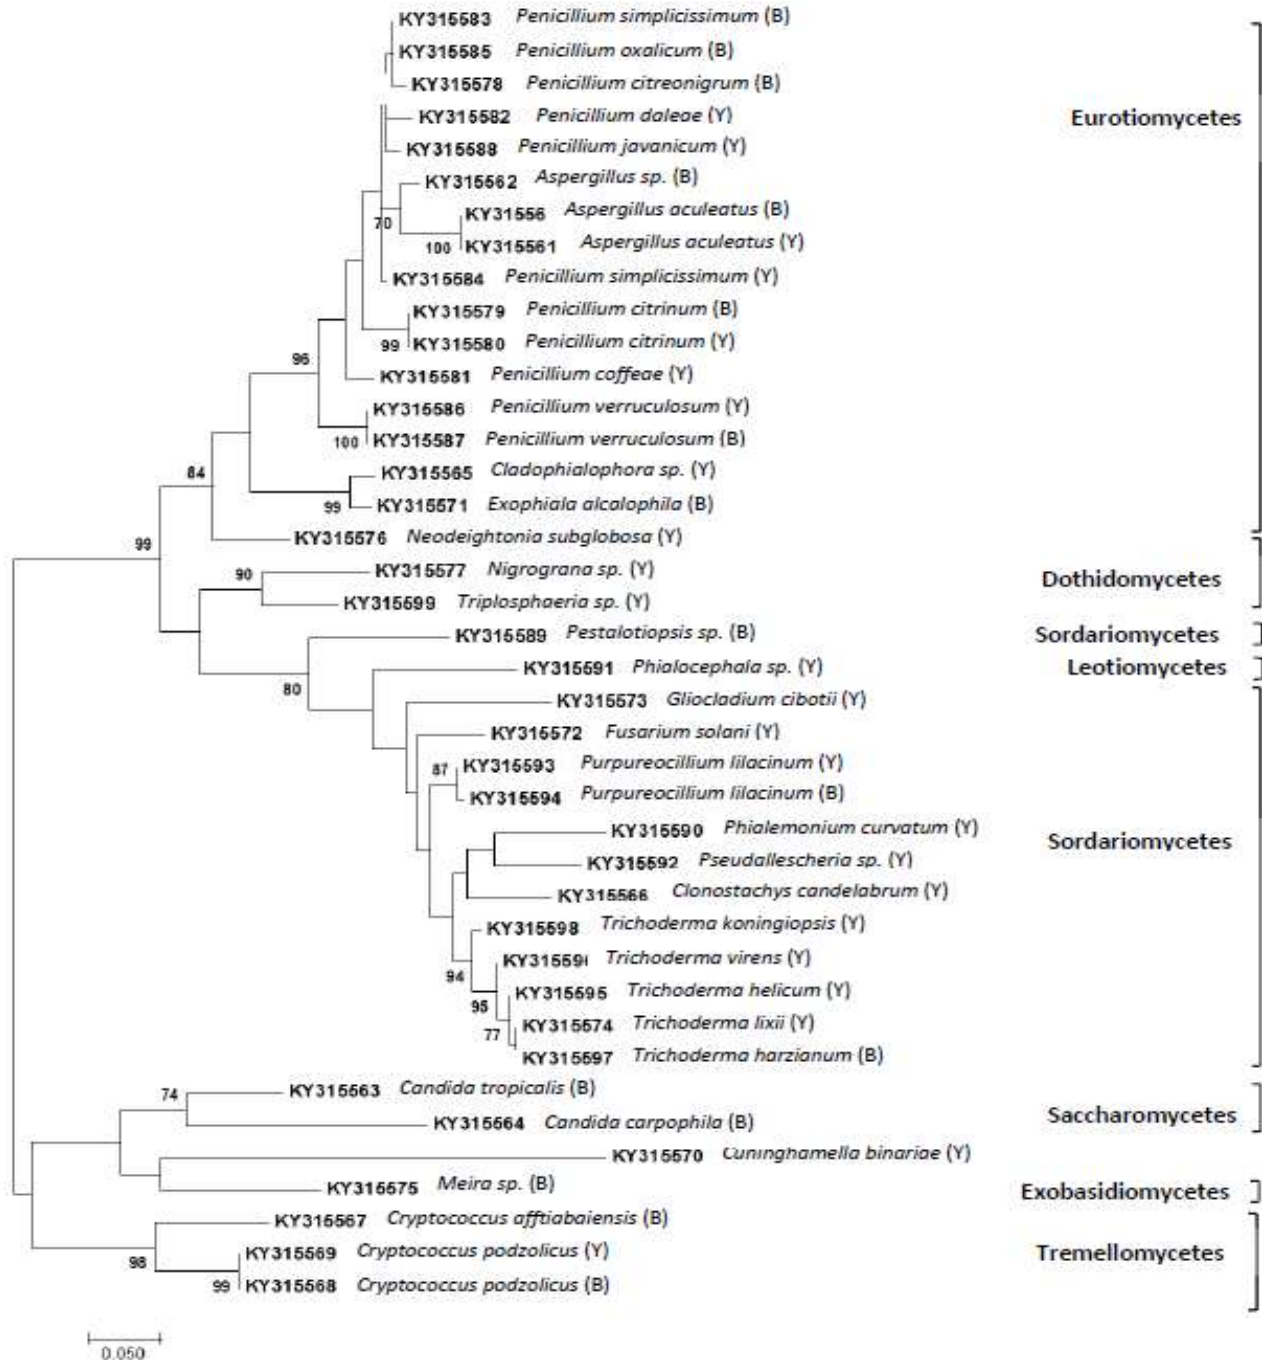 KY315583 Penicillium simplicissimum (B)
KY315585 Penicillium oxalicum (B)
KY315578 Penicillium citreonigrum (B)
KY315582 Penicillium daleae (Y)
Eurotiomycetes
KY315588 Penicillium javanicum (Y)
KY315562 Aspergillus sp. (B)
70
KY31556 Aspergillus aculeatus (B)
100
KY315561 Aspergillus aculeatus (Y)
KY315584 Penicillium simplicissimum (Y)
KY315579 Penicillium citrinum (B)
99
KY315580 Penicillium citrinum (Y)
96
KY315581 Penicillium coffeae (Y)
KY315586 Penicillium verruculosum (Y)
100
KY315587 Penicillium verruculosum (B)
84
KY315565 Cladophialophora sp. (Y)
99
KY315571 Exophiala alcalophila (B)
99
KY315576 Neodeightonia subglobosa (Y)
90
KY315577 Nigrograna sp. (Y)
Dothidomycetes
KY315599 Triplosphaeria sp. (Y)
KY315589 Pestalotiopsis sp. (B)
Sordariomycetes
KY315591 Phialocephala sp. (Y)
Leotiomycetes
80
KY315573 Gliocladium cibotii (Y)
KY315572 Fusarium solani (Y)
87
KY315593 Purpureocillium lilacinum (Y)
KY315594 Purpureocillium lilacinum (B)
KY315590 Phialemonium curvatum (Y)
Sordariomycetes
KY315592 Pseudallescheria sp. (Y)
KY315566 Clonostachys candelabrum (Y)
KY315598 Trichoderma koningiopsis (Y)
94
Trichoderma virens (Y)
95
KY315595 Trichoderma helicum (Y)
77
KY315574 Trichoderma lixii (Y)
KY315597 Trichoderma harzianum (B)
74
KY315563 Candida tropicalis (B)
Saccharomycetes
KY315564 Candida carpophila (B)
KY315570 Cuninghamella binariae (Y)
KY315575 Meira sp. (B)
Exobasidiomycetes
KY315567 Cryptococcus afftiabaiensis (B)
98
KY315569 Cryptococcus podzolicus (Y)
Tremellomycetes
99
KY315568 Cryptococcus podzolicus (B)
0.050